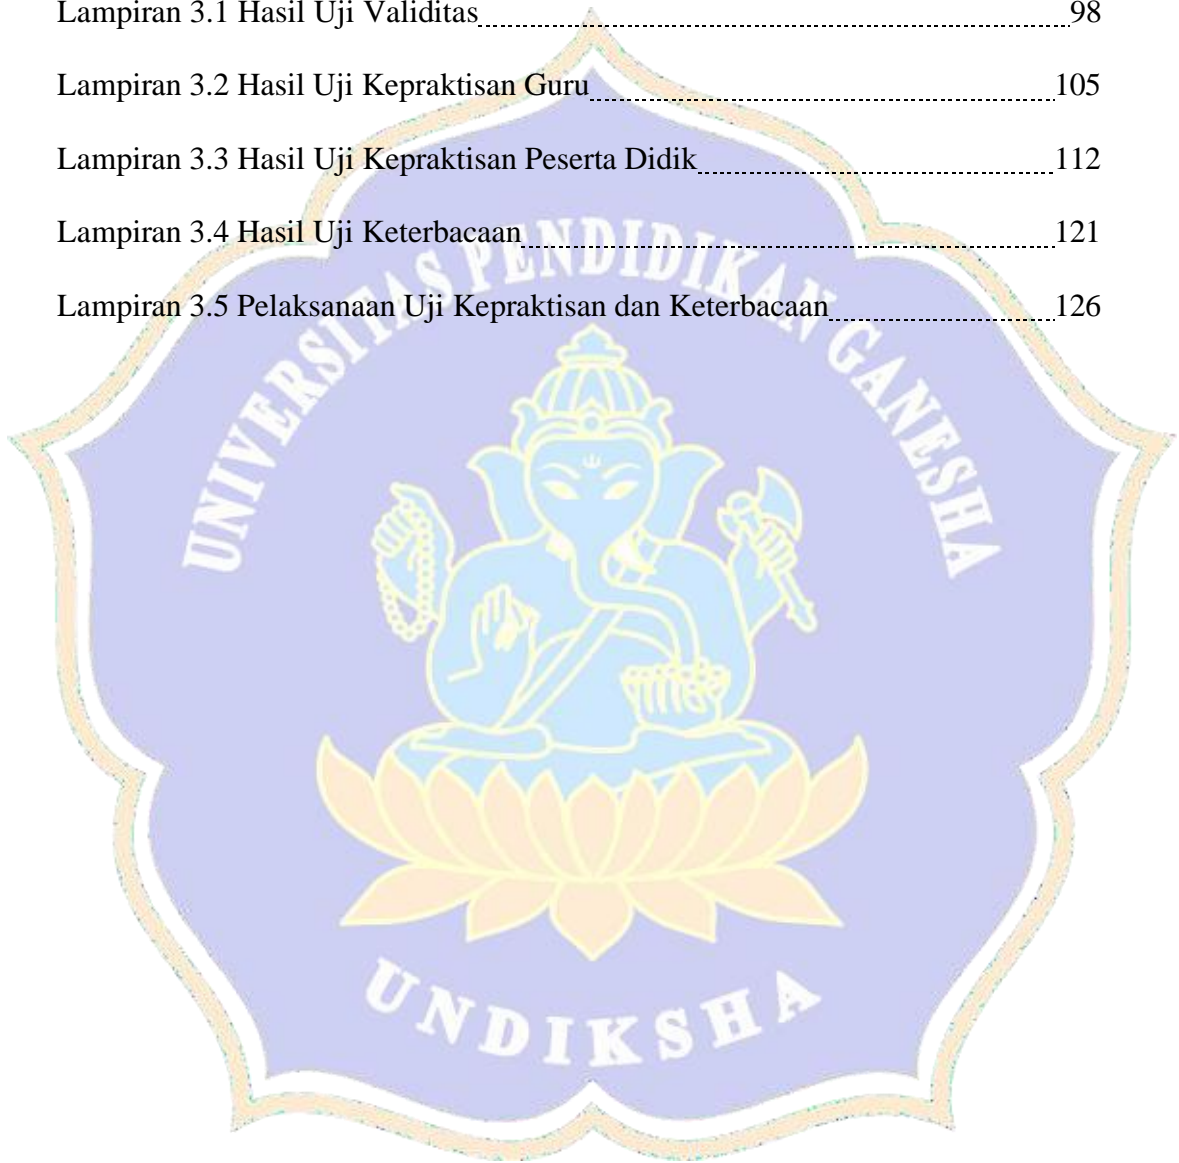 Lampiran 3.1 Hasil Uji Validitas 98
Lampiran 3.2 Hasil Uji Kepraktisan Guru 105
Lampiran 3.3 Hasil Uji Kepraktisan Peserta Didik 112
Lampiran 3.4 Hasil Uji Keterbacaan 121
Lampiran 3.5 Pelaksanaan Uji Kepraktisan dan Keterbacaan 126
UNIVERSITAS PENDIDIKAN GANESHA
UNDIKSHA